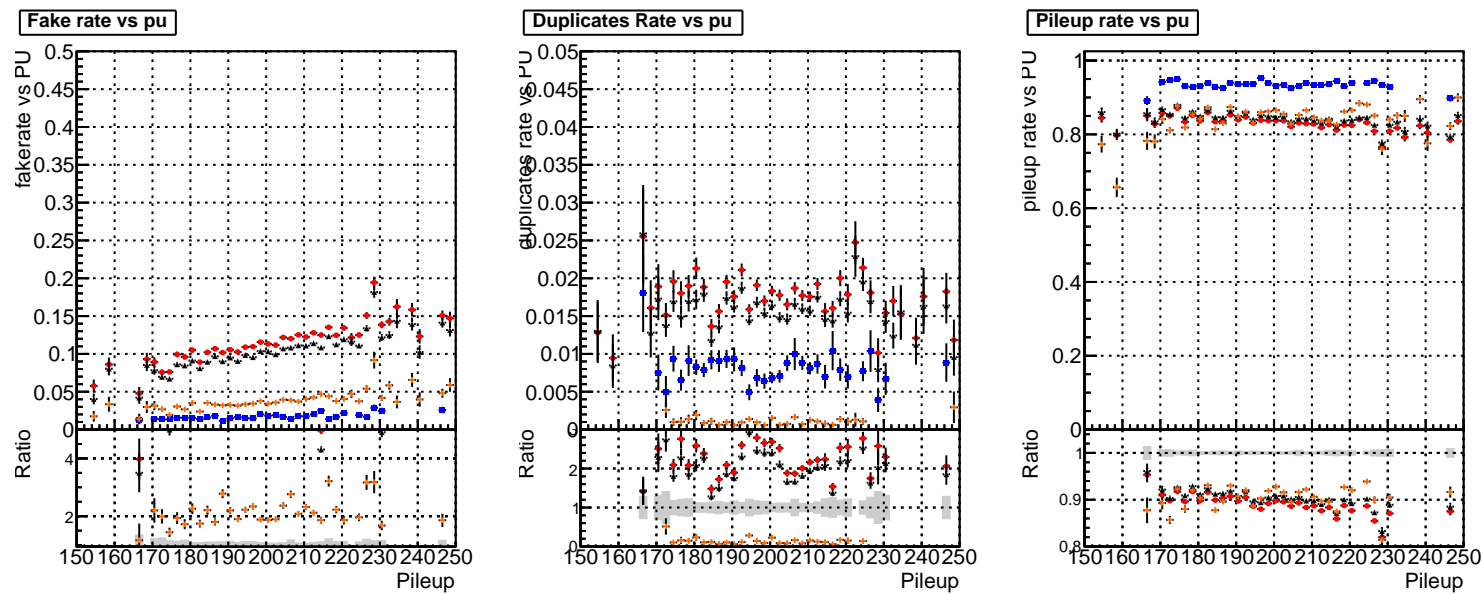 Fake rate vs pu
fakerate vs PU
0.5
0.45
0.4
0.35
0.3
0.25
0.2
0.15
0.1
0.05
0
Ratio
4
2
150 160 170 180 190 200 210 220 230 240 250
Pileup
Duplicates Rate vs pu
duplicates rate vs PU
0.05
0.045
0.04
0.035
0.03
0.025
0.02
0.015
0.01
0.005
0
Ratio
2
1
0
150 160 170 180 190 200 210 220 230 240 250
Pileup
Pileup rate vs pu
pileup rate vs PU
1
0.8
0.6
0.4
0.2
0
Ratio
1
0.9
0.8
150 160 170 180 190 200 210 220 230 240 250
Pileup